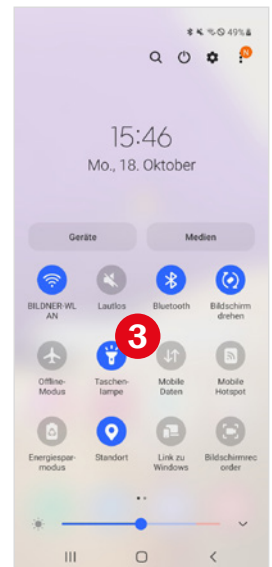 49%
N
15:46
Mo., 18. Oktober
Geräte Medien
BILDNER-WL
AN
Lautlos
Bluetooth
Bildschirm
drehen
3
Offline-
Modus
Taschen-
lampe
Mobile
Daten
Mobile
Hotspot
Energiespar-
modus
Standort
Link zu
Windows
Bildschirmrec
order